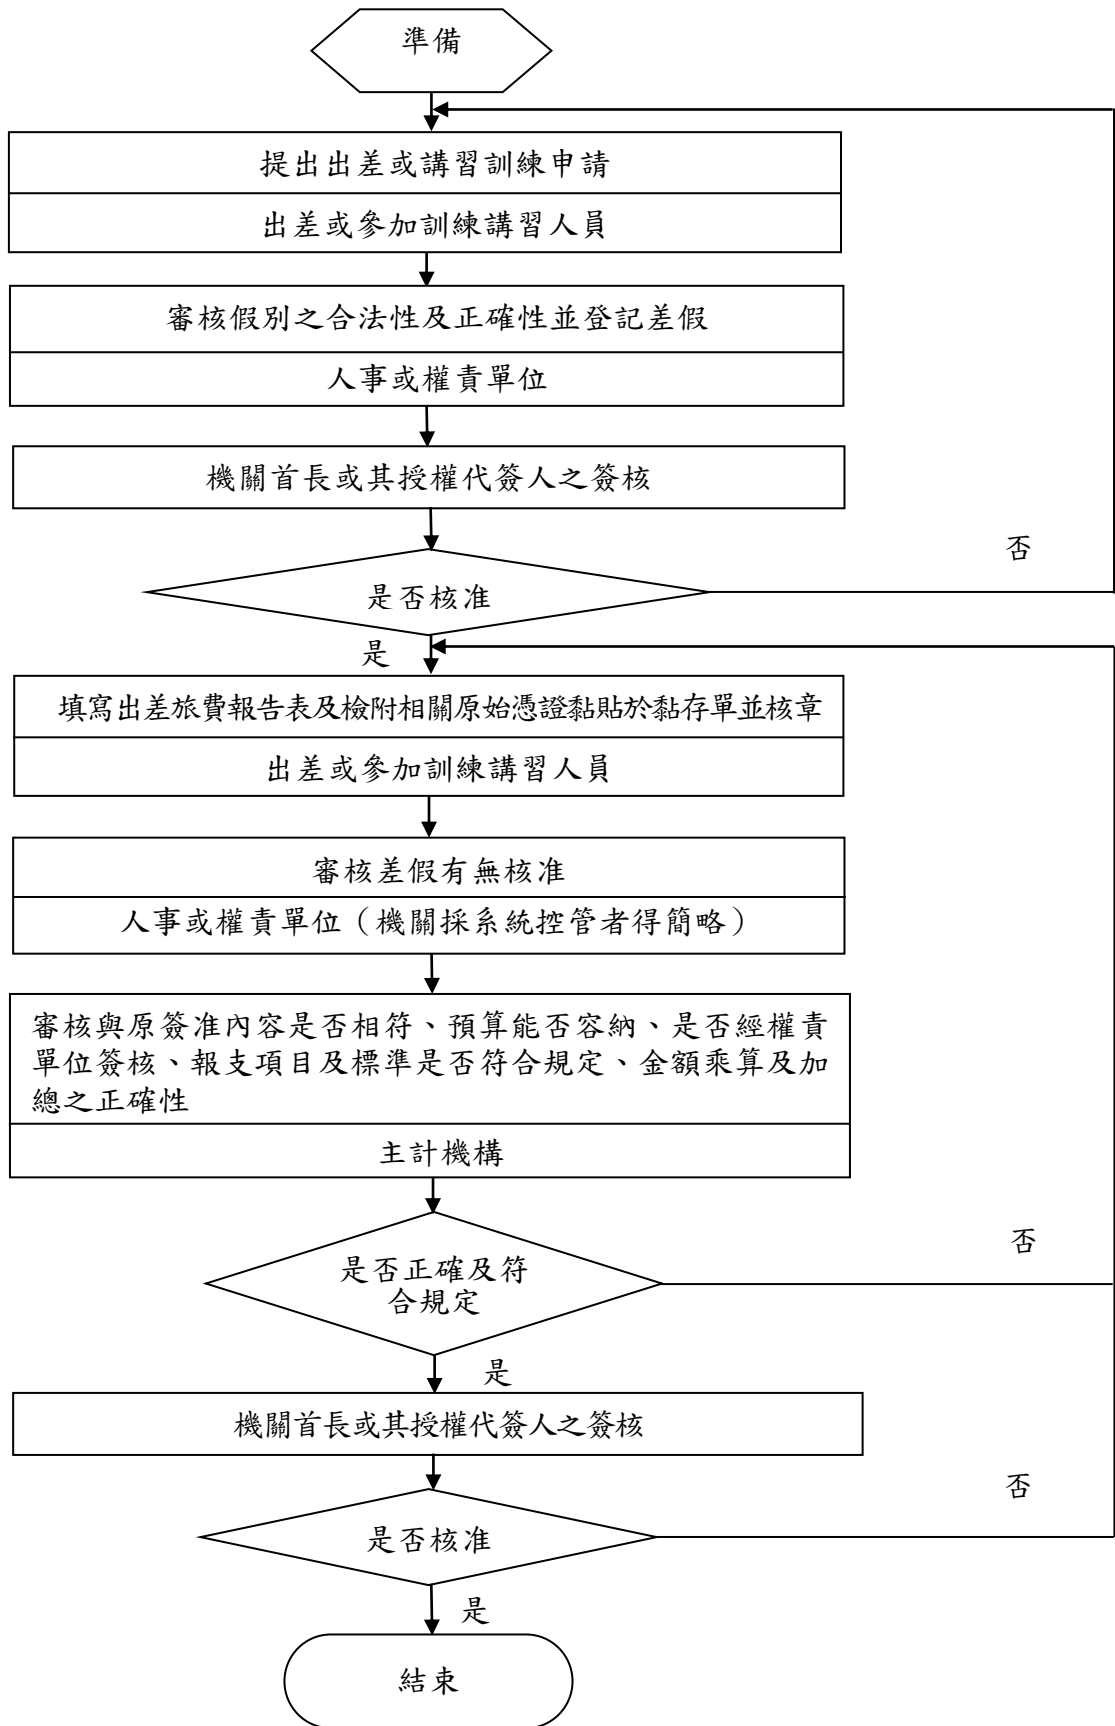 準備
提出出差或講習訓練申請
出差或參加訓練講習人員
審核假別之合法性及正確性並登記差假
人事或權責單位
機關首長或其授權代簽人之簽核
否
是否核准
是
填寫出差旅費報告表及檢附相關原始憑證黏貼於黏存單並核章
出差或參加訓練講習人員
審核差假有無核准
人事或權責單位（機關採系統控管者得簡略）
審核與原簽准內容是否相符、預算能否容納、是否經權責
單位簽核、報支項目及標準是否符合規定、金額乘算及加
總之正確性
主計機構
否
是否正確及符
合規定
是
機關首長或其授權代簽人之簽核
否
是否核准
是
結束